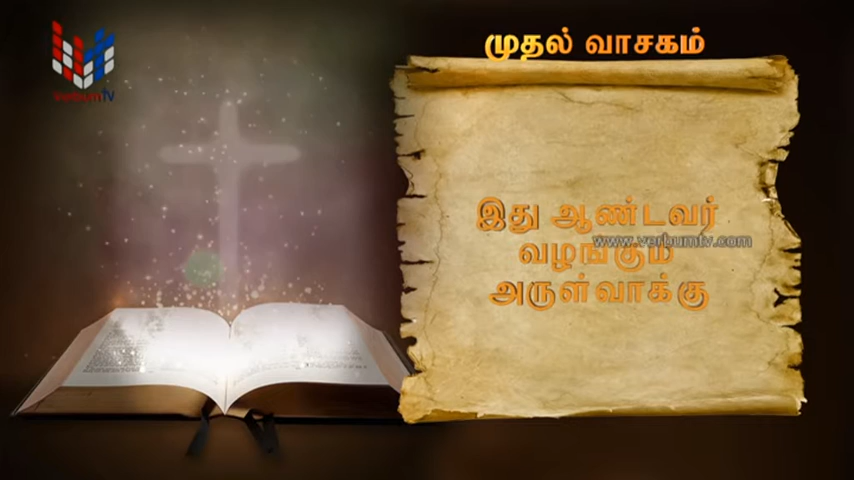 முதல் வாசகம்
VerbumTV
இது ஆண்டவர்
www.verbumtv.com
வழங்கும்
அருள்வாக்கு